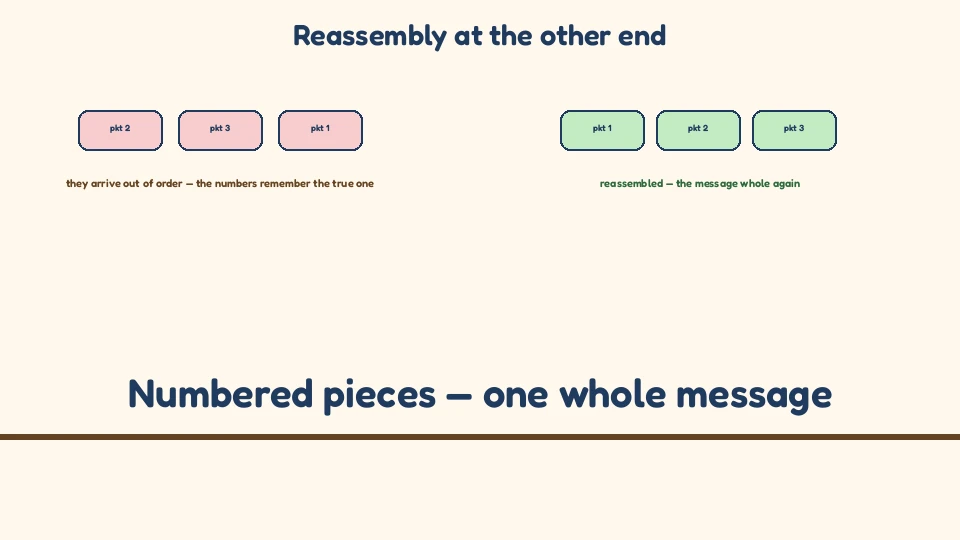 Reassembly at the other end
pkt 2
pkt 3
pkt 1
pkt 1
pkt 2
pkt 3
they arrive out of order — the numbers remember the true one
reassembled — the message whole again
Numbered pieces — one whole message